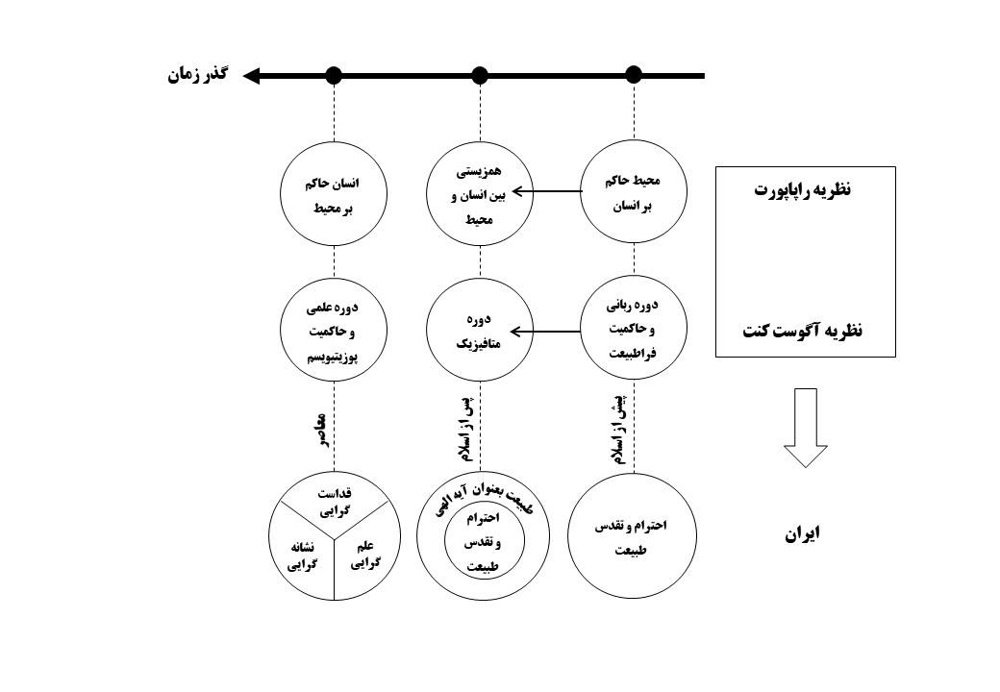 گذر زمان
نظریه راپاپورت
محیط حاکم
بر انسان
همزیستی
بین انسان و
محیط
انسان حاکم
بر محیط
نظریه آگوست کنت
دوره ربانی
و حاکمیت
فراطبیعت
دوره
متافیزیک
دوره علمی
و حاکمیت
پوزیتیویسم
پیش از اسلام
پس از اسلام
معاصر
ایران
احترام و تقدس
طبیعت
طبیعت بعنوان آیه الهی
احترام
و تقدس
طبیعت
قداست
گرایی
علم
گرایی
نشانه
گرایی